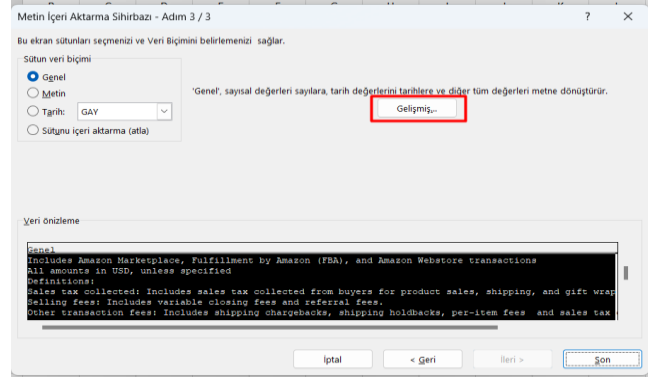 Metin İçeri Aktarma Sihirbazı - Adım 3 / 3
Bu ekran sütunları seçmenizi ve Veri Biçimini belirlemenizi sağlar.
Sütun veri biçimi
Genel
Metin
Tarih: GAY
Sütunu içeri aktarma (atla)
'Genel', sayısal değerleri sayılara, tarih değerlerini tarihlere ve diğer tüm değerleri metne dönüştürür.
Gelişmiş...
Veri önizleme
Genel
Includes Amazon Marketplace, Fulfillment by Amazon (FBA), and Amazon Webstore transactions
All amounts in USD, unless specified
Definitions:
Sales tax collected: Includes sales tax collected from buyers for product sales, shipping, and gift wrap
Selling fees: Includes variable closing fees and referral fees.
Other transaction fees: Includes shipping chargebacks, shipping holdbacks, per-item fees and sales tax
İptal
< Geri
İleri >
Son